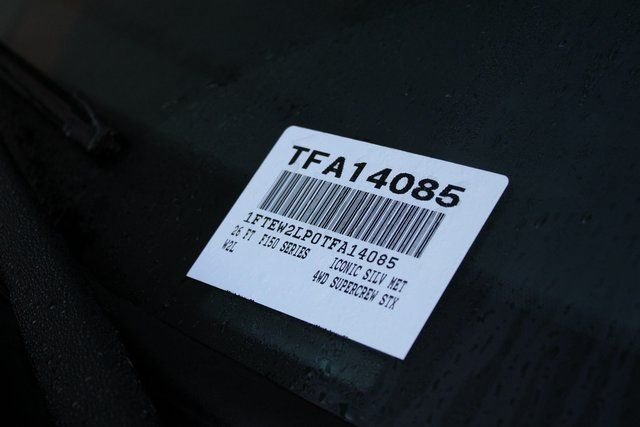 TFA14085
1FTEW2LP0TFA14085
26 FT F150 SERIES ICONIC SILV MET
W2L 4WD SUPERCREW STX